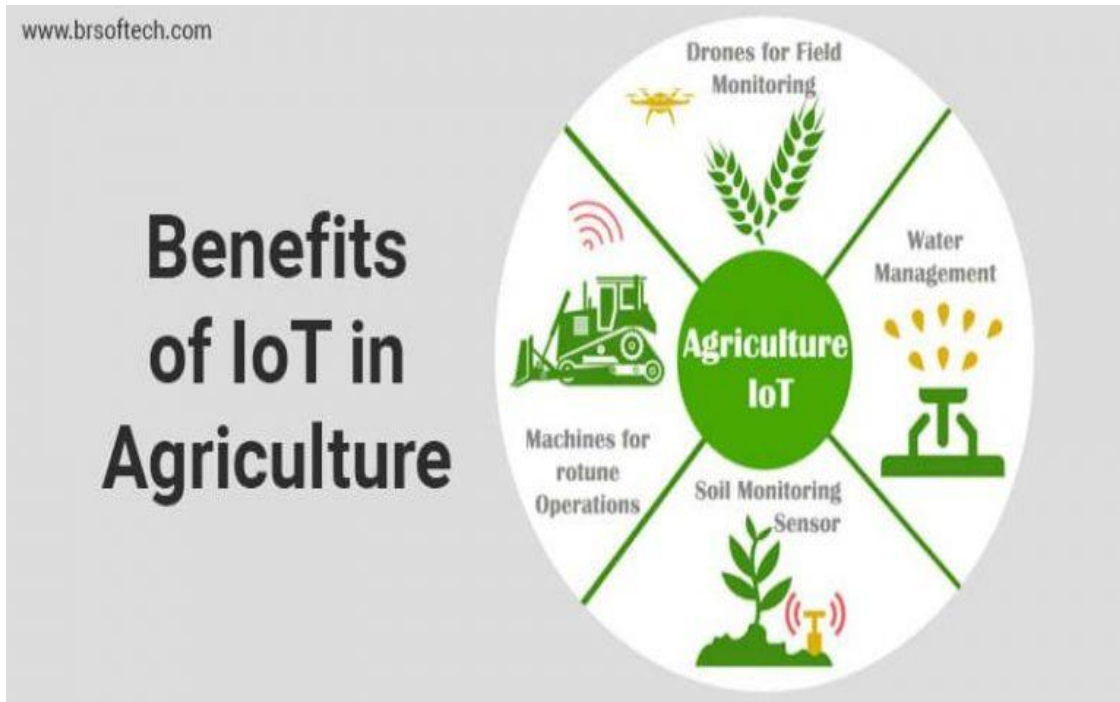 www.brsoftech.com
Benefits
of IoT in
Agriculture
Drones for Field
Monitoring
Water
Management
Agriculture
IoT
Machines for
rotune
Operations
Soil Monitoring
Sensor